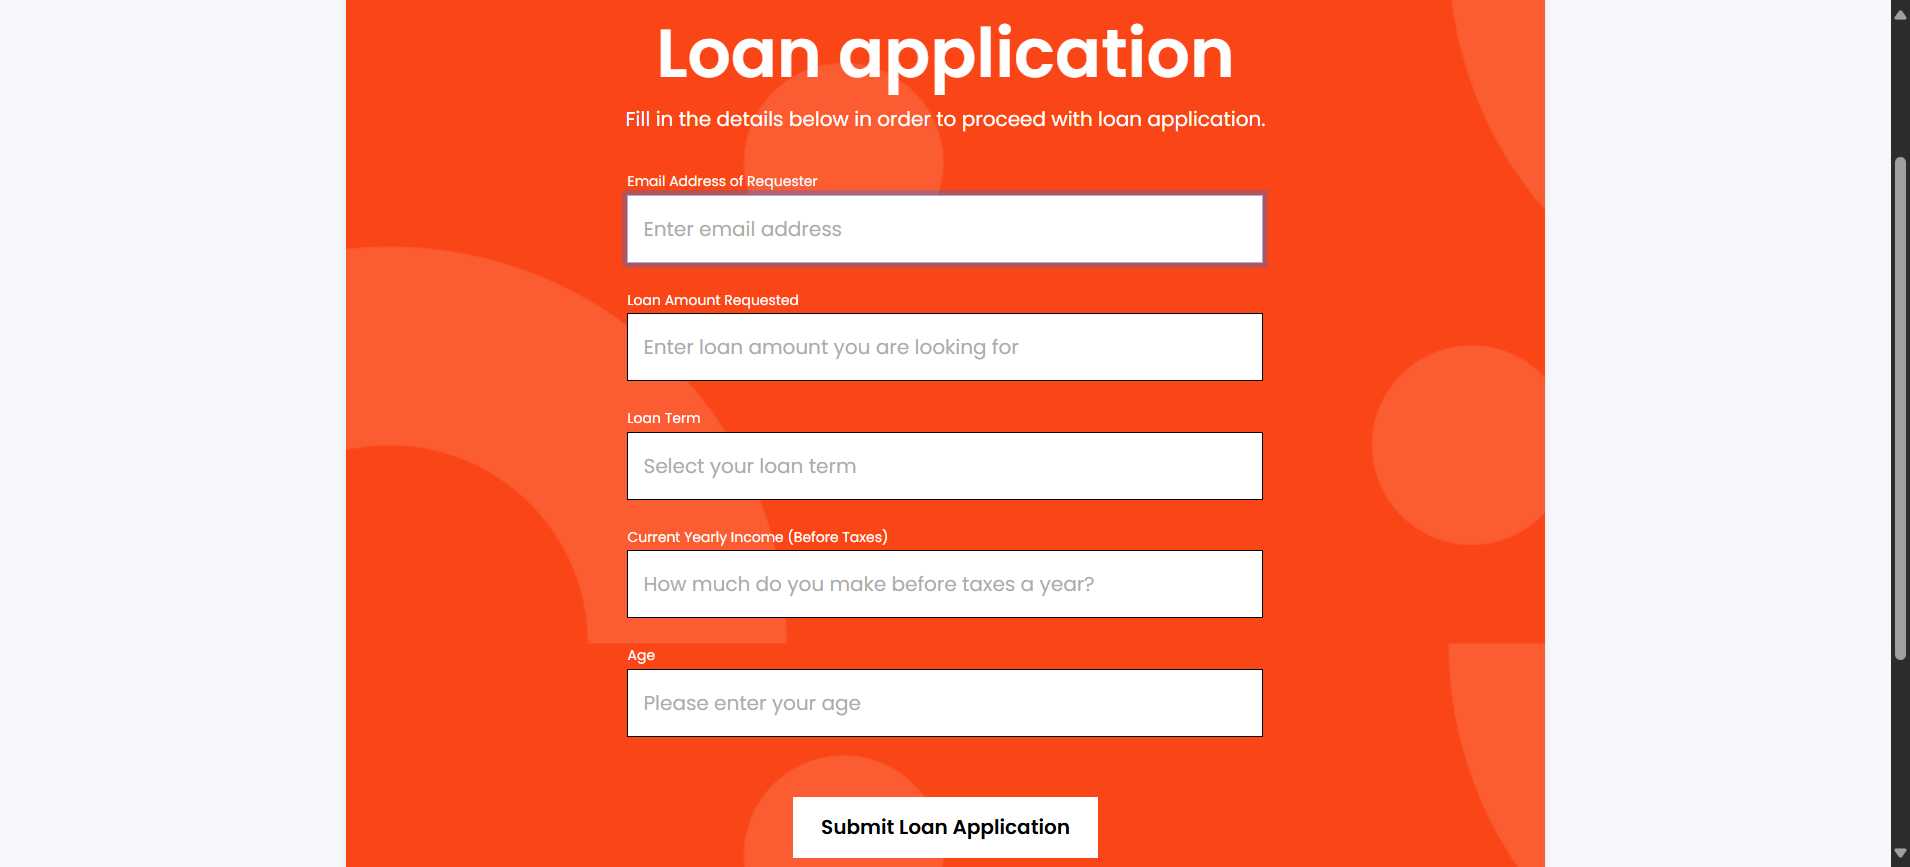 Loan application
Fill in the details below in order to proceed with loan application.
Email Address of Requester
Enter email address
Loan Amount Requested
Enter loan amount you are looking for
Loan Term
Select your loan term
Current Yearly Income (Before Taxes)
How much do you make before taxes a year?
Age
Please enter your age
Submit Loan Application